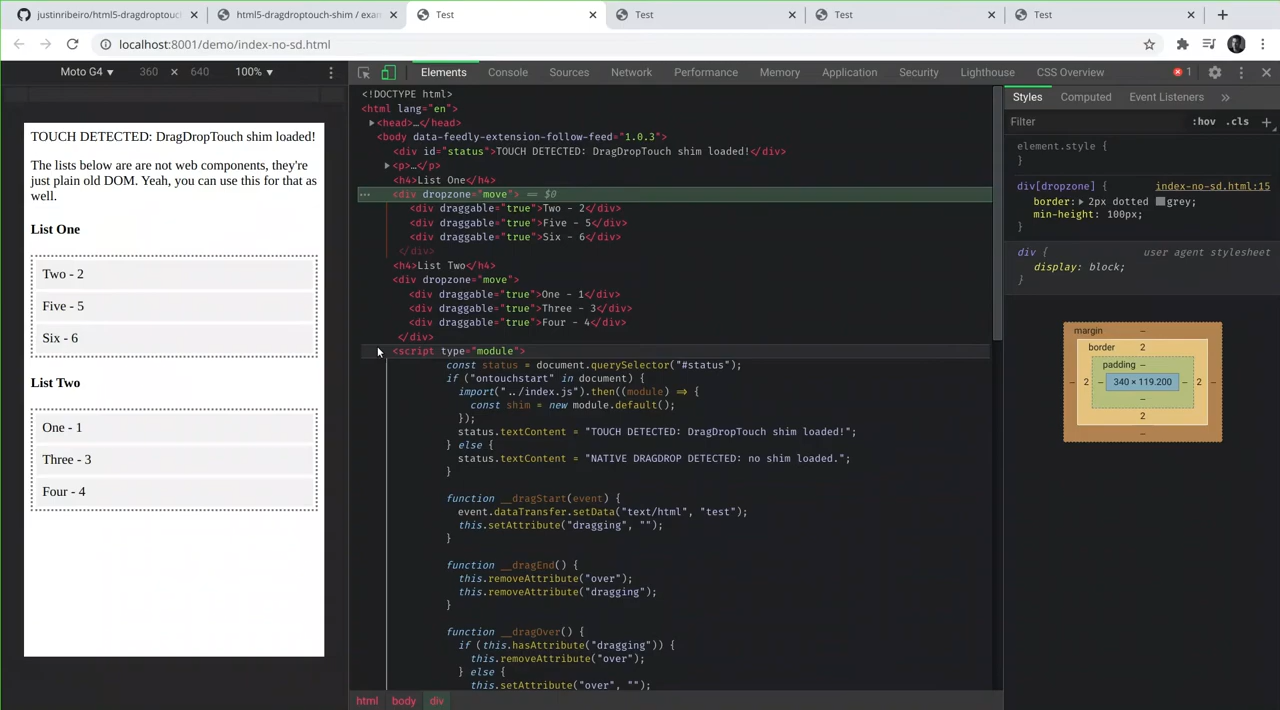 justinribeiro/html5-dragdroptouc
html5-dragdroptouch-shim / exam
Test
Test
Test
Test
localhost:8001/demo/index-no-sd.html
Moto G4 ▾ 360 × 640 100% ▾
Elements Console Sources Network Performance Memory Application Security Lighthouse CSS Overview 1
TOUCH DETECTED: DragDropTouch shim loaded!
The lists below are are not web components, they're
just plain old DOM. Yeah, you can use this for that as
well.
List One
Two - 2
Five - 5
Six - 6
List Two
One - 1
Three - 3
Four - 4
<!DOCTYPE html>
<html lang="en">
▶<head>…</head>
<body data-feedly-extension-follow-feed="1.0.3">
<div id="status">TOUCH DETECTED: DragDropTouch shim loaded!</div>
▶<p>…</p>
<h4>List One</h4>
<div dropzone="move"> == $0
<div draggable="true">Two - 2</div>
<div draggable="true">Five - 5</div>
<div draggable="true">Six - 6</div>
</div>
<h4>List Two</h4>
<div dropzone="move">
<div draggable="true">One - 1</div>
<div draggable="true">Three - 3</div>
<div draggable="true">Four - 4</div>
</div>
<script type="module">
const status = document.querySelector("#status");
if ("ontouchstart" in document) {
import("../index.js").then((module) => {
const shim = new module.default();
});
status.textContent = "TOUCH DETECTED: DragDropTouch shim loaded!";
} else {
status.textContent = "NATIVE DRAGDROP DETECTED: no shim loaded.";
}
function __dragStart(event) {
event.dataTransfer.setData("text/html", "test");
this.setAttribute("dragging", "");
}
function __dragEnd() {
this.removeAttribute("over");
this.removeAttribute("dragging");
}
function __dragOver() {
if (this.hasAttribute("dragging")) {
this.removeAttribute("over");
} else {
this.setAttribute("over", "");
html body div
Styles Computed Event Listeners »
Filter :hov .cls +
element.style {
}
div[dropzone] { index-no-sd.html:15
border:▶ 2px dotted grey;
min-height: 100px;
}
div { user agent stylesheet
display: block;
}
margin –
border 2
padding –
– 2 – 340 × 119.200 – 2 –
–
2
–